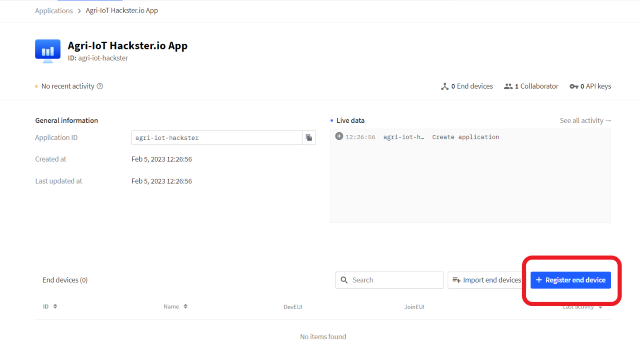 Applications > Agri-IoT Hackster.io App
Agri-IoT Hackster.io App
ID: agri-iot-hackster
No recent activity
0 End devices 1 Collaborator 0 API keys
General information
Application ID agri-iot-hackster
Created at Feb 5, 2023 12:26:56
Last updated at Feb 5, 2023 12:26:56
Live data See all activity →
12:26:56 agri-iot-h… Create application
End devices (0) Search Import end devices + Register end device
ID Name DevEUI JoinEUI Last activity
No items found